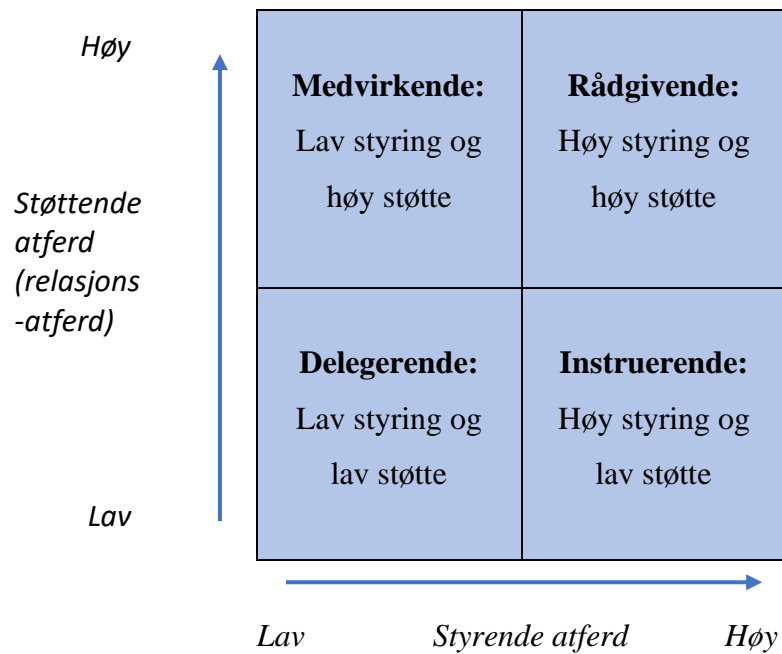 Høy
Medvirkende:
Lav styring og
høy støtte
Rådgivende:
Høy styring og
høy støtte
Støttende
atferd
(relasjons
-atferd)
Delegerende:
Lav styring og
lav støtte
Instruerende:
Høy styring og
lav støtte
Lav
Lav Styrende atferd Høy